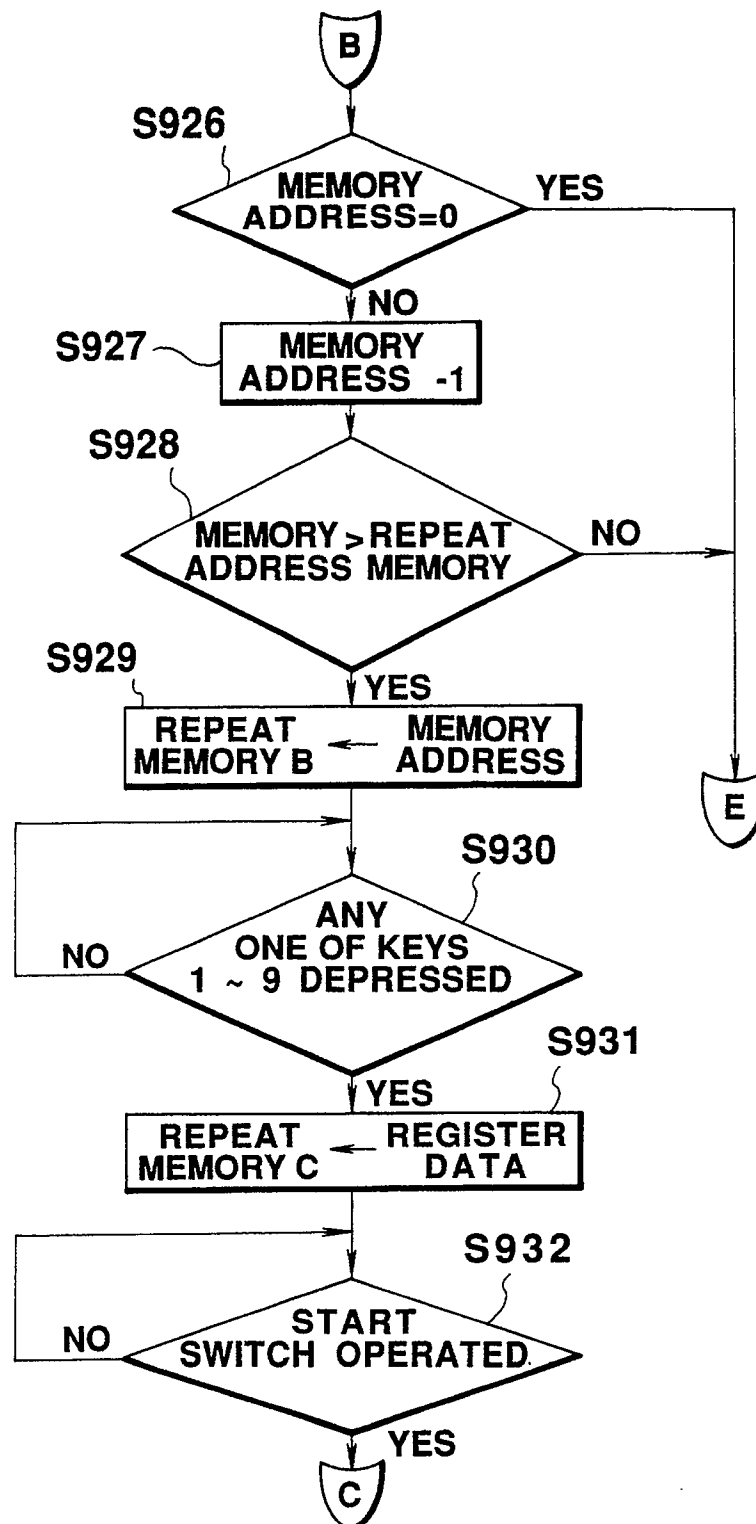 B
S926
MEMORY
ADDRESS=0
YES
NO
S927
MEMORY
ADDRESS -1
S928
MEMORY > REPEAT
ADDRESS MEMORY
NO
S929
YES
REPEAT MEMORY
MEMORY B ← ADDRESS
E
S930
ANY
ONE OF KEYS
1 ~ 9 DEPRESSED
NO
S931
YES
REPEAT REGISTER
MEMORY C ← DATA
S932
START
SWITCH OPERATED
NO
YES
C